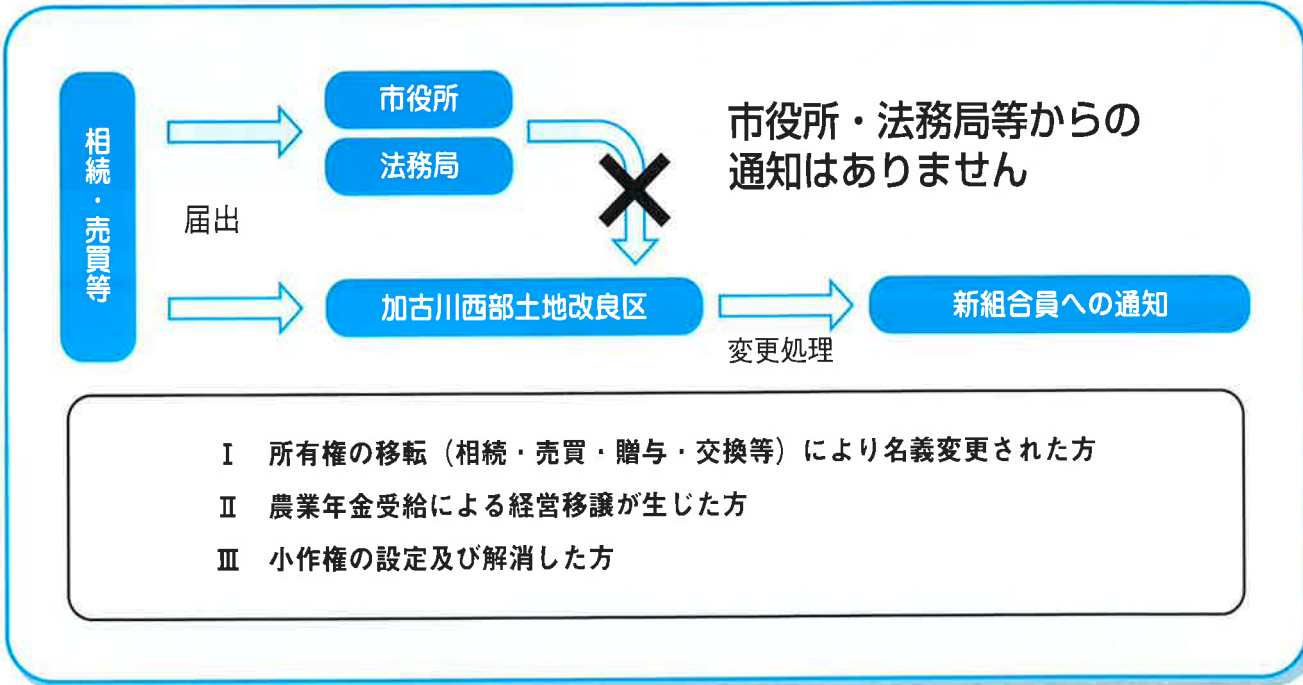 相続・売買等
届出
市役所
法務局
市役所・法務局等からの
通知はありません
加古川西部土地改良区
変更処理
新組合員への通知
Ⅰ 所有権の移転（相続・売買・贈与・交換等）により名義変更された方
Ⅱ 農業年金受給による経営移譲が生じた方
Ⅲ 小作権の設定及び解消した方